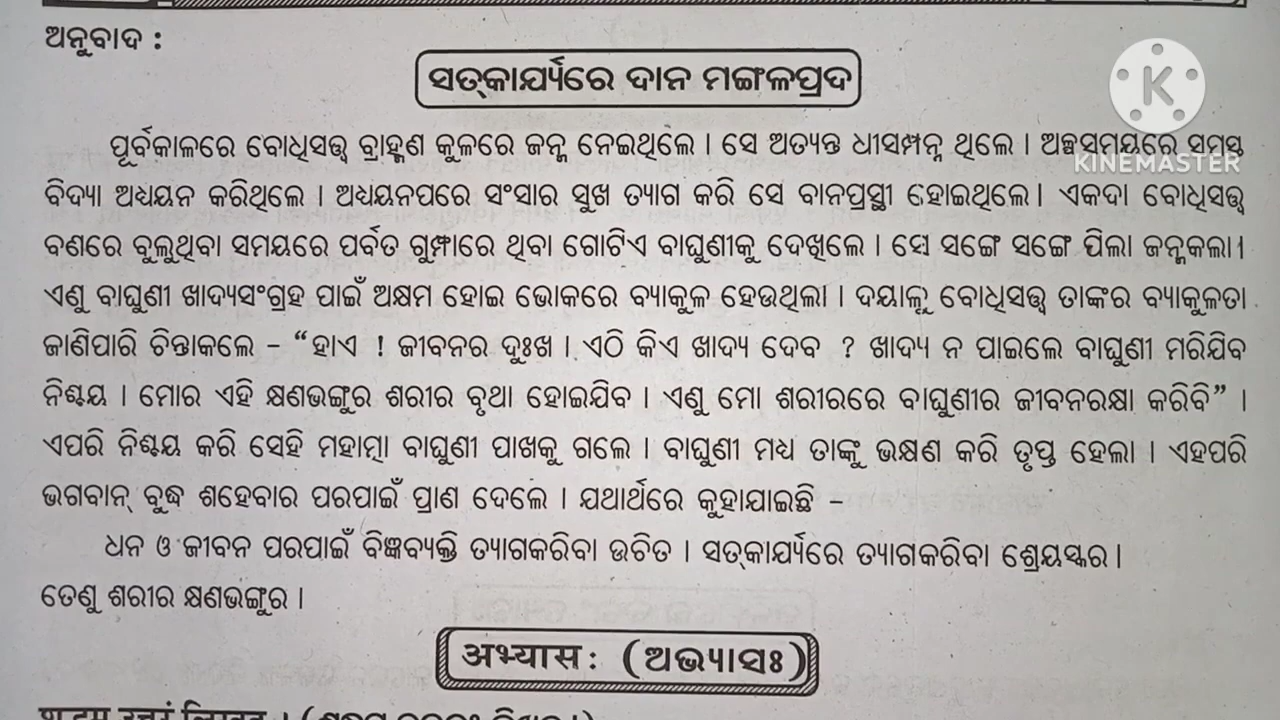 ଅନୁବାଦ :
ସତ୍‌କାର୍ଯ୍ୟରେ ଦାନ ମଙ୍ଗଳପ୍ରଦ
ପୂର୍ବକାଳରେ ବୋଧିସତ୍ତ୍ୱ ବ୍ରାହ୍ମଣ କୁଳରେ ଜନ୍ମ ନେଇଥିଲେ । ସେ ଅତ୍ୟନ୍ତ ଧୀସମ୍ପନ୍ନ ଥିଲେ । ଅଳ୍ପସମୟରେ ସମସ୍ତ
KINEMASTER
ବିଦ୍ୟା ଅଧ୍ୟୟନ କରିଥିଲେ । ଅଧ୍ୟୟନପରେ ସଂସାର ସୁଖ ତ୍ୟାଗ କରି ସେ ବାନପ୍ରସ୍ଥୀ ହୋଇଥିଲେ । ଏକଦା ବୋଧିସତ୍ତ୍ୱ
ବଣରେ ବୁଲୁଥିବା ସମୟରେ ପର୍ବତ ଗୁମ୍ଫାରେ ଥିବା ଗୋଟିଏ ବାଘୁଣୀକୁ ଦେଖିଲେ । ସେ ସଙ୍ଗେ ସଙ୍ଗେ ପିଲା ଜନ୍ମକଲା ।
ଏଣୁ ବାଘୁଣୀ ଖାଦ୍ୟସଂଗ୍ରହ ପାଇଁ ଅକ୍ଷମ ହୋଇ ଭୋକରେ ବ୍ୟାକୁଳ ହେଉଥିଲା । ଦୟାଳୁ ବୋଧିସତ୍ତ୍ୱ ତାଙ୍କର ବ୍ୟାକୁଳତା
ଜାଣିପାରି ଚିନ୍ତାକଲେ – “ହାଏ ! ଜୀବନର ଦୁଃଖ । ଏଠି କିଏ ଖାଦ୍ୟ ଦେବ ? ଖାଦ୍ୟ ନ ପାଇଲେ ବାଘୁଣୀ ମରିଯିବ
ନିଶ୍ଚୟ । ମୋର ଏହି କ୍ଷଣଭଙ୍ଗୁର ଶରୀର ବୃଥା ହୋଇଯିବ । ଏଣୁ ମୋ ଶରୀରରେ ବାଘୁଣୀର ଜୀବନରକ୍ଷା କରିବି” ।
ଏପରି ନିଶ୍ଚୟ କରି ସେହି ମହାତ୍ମା ବାଘୁଣୀ ପାଖକୁ ଗଲେ । ବାଘୁଣୀ ମଧ୍ୟ ତାଙ୍କୁ ଭକ୍ଷଣ କରି ତୃପ୍ତ ହେଲା । ଏହପରି
ଭଗବାନ୍ ବୁଦ୍ଧ ଶହେବାର ପରପାଇଁ ପ୍ରାଣ ଦେଲେ । ଯଥାର୍ଥରେ କୁହାଯାଇଛି –
ଧନ ଓ ଜୀବନ ପରପାଇଁ ବିଜ୍ଞବ୍ୟକ୍ତି ତ୍ୟାଗକରିବା ଉଚିତ । ସତ୍‌କାର୍ଯ୍ୟରେ ତ୍ୟାଗକରିବା ଶ୍ରେୟସ୍କର ।
ତେଣୁ ଶରୀର କ୍ଷଣଭଙ୍ଗୁର ।
अभ्यासः (ଅଭ୍ୟାସଃ)